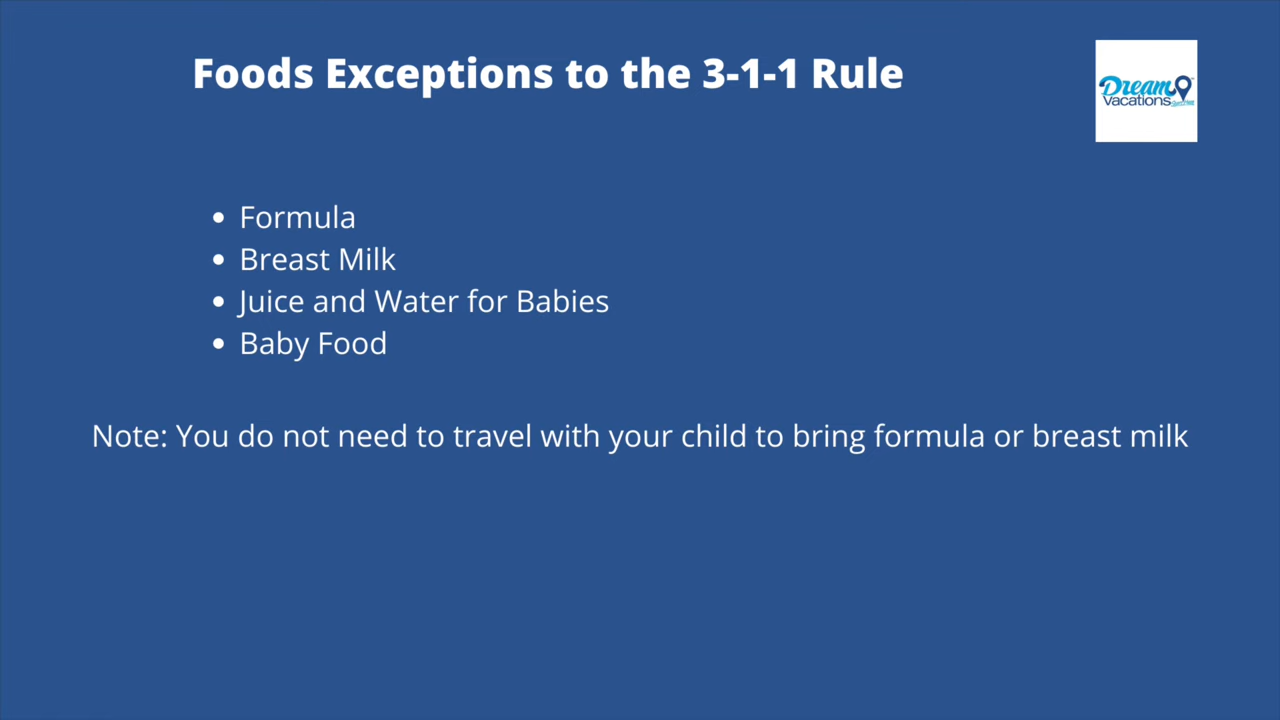 Foods Exceptions to the 3-1-1 Rule
Dream
Vacations
• Formula
• Breast Milk
• Juice and Water for Babies
• Baby Food
Note: You do not need to travel with your child to bring formula or breast milk